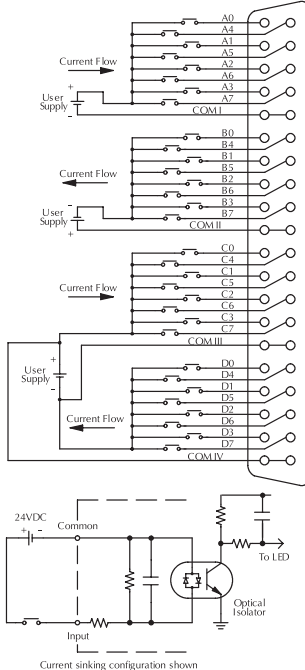 A0
A4
A1
Current Flow
A5
A2
A6
+
A3
User
Supply
A7
-
COM I
B0
B4
B1
Current Flow
B5
B2
B6
-
B3
User
Supply
B7
+
COM II
C0
C4
C1
Current Flow
C5
C2
C6
C3
C7
COM III
+
User
Supply
-
D0
D4
D1
D5
Current Flow
D2
D6
D3
D7
COM IV
24VDC
+ -
Common
To LED
Optical
Isolator
Input
Current sinking configuration shown